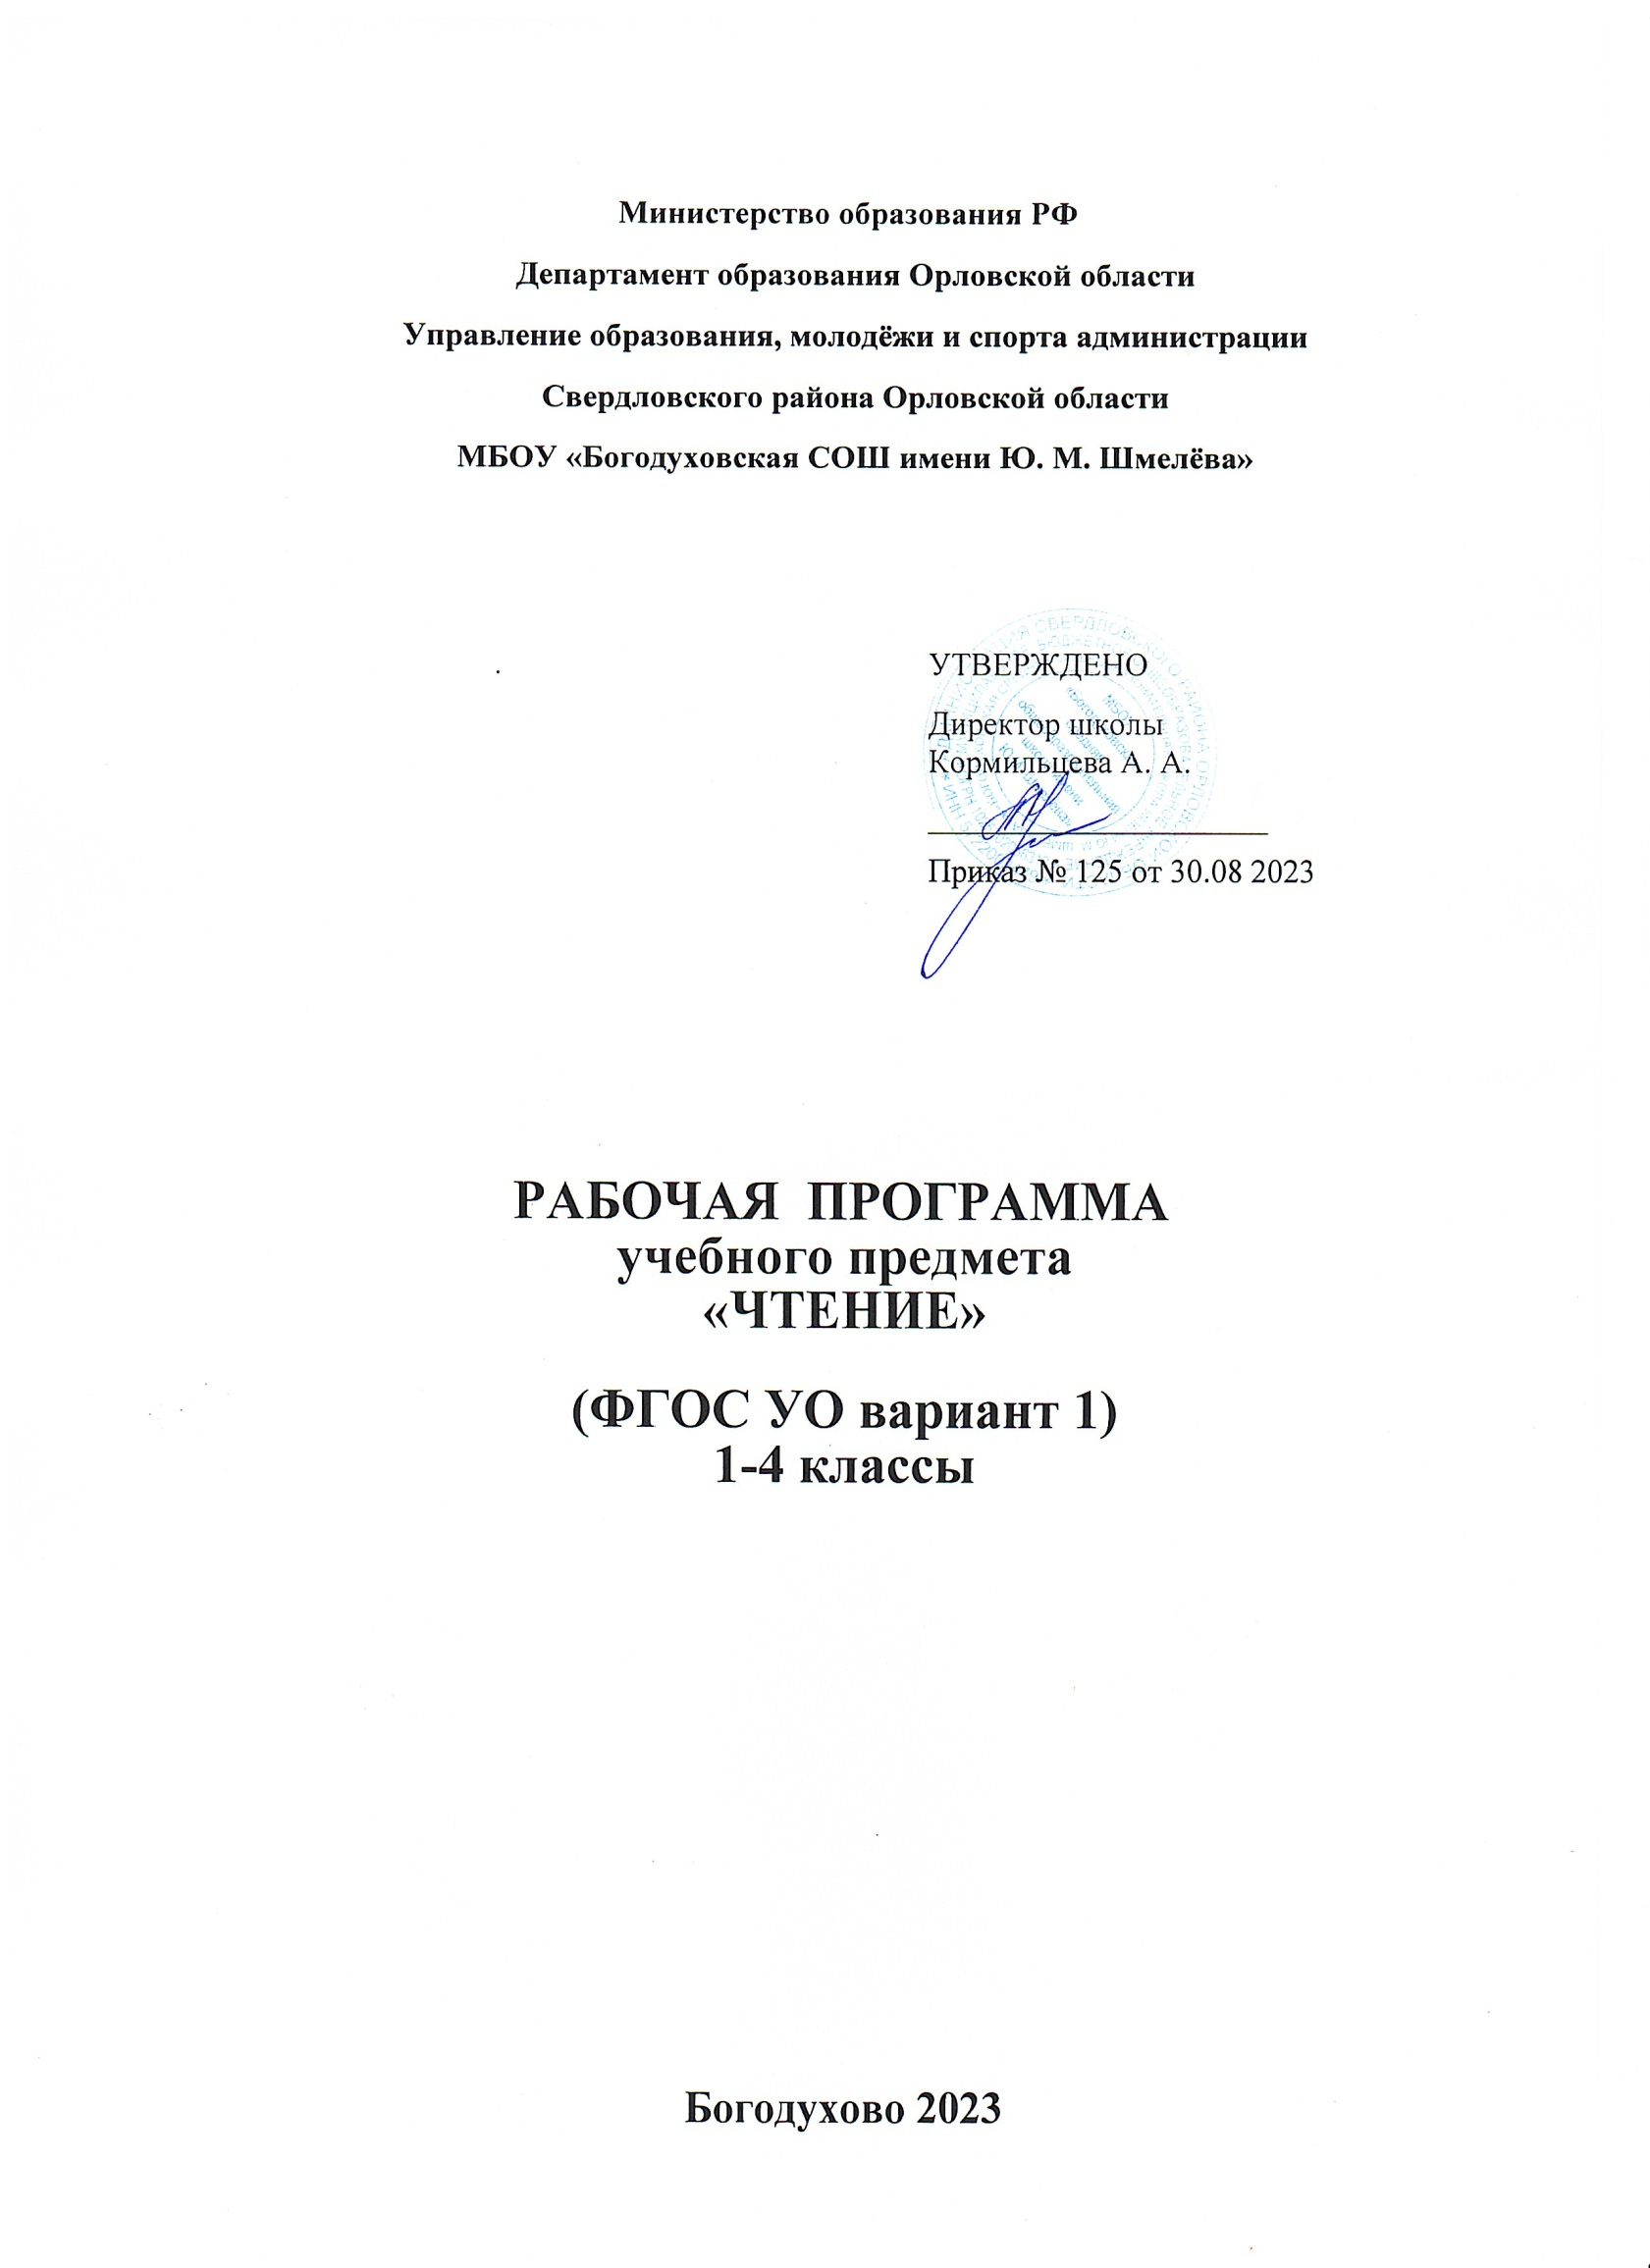 Министерство образования РФ
Департамент образования Орловской области
Управление образования, молодёжи и спорта администрации
Свердловского района Орловской области
МБОУ «Богодуховская СОШ имени Ю. М. Шмелёва»
УТВЕРЖДЕНО
Директор школы
Кормильцева А. А.
Приказ № 125 от 30.08 2023
РАБОЧАЯ ПРОГРАММА
учебного предмета
«ЧТЕНИЕ»
(ФГОС УО вариант 1)
1-4 классы
Богодухово 2023